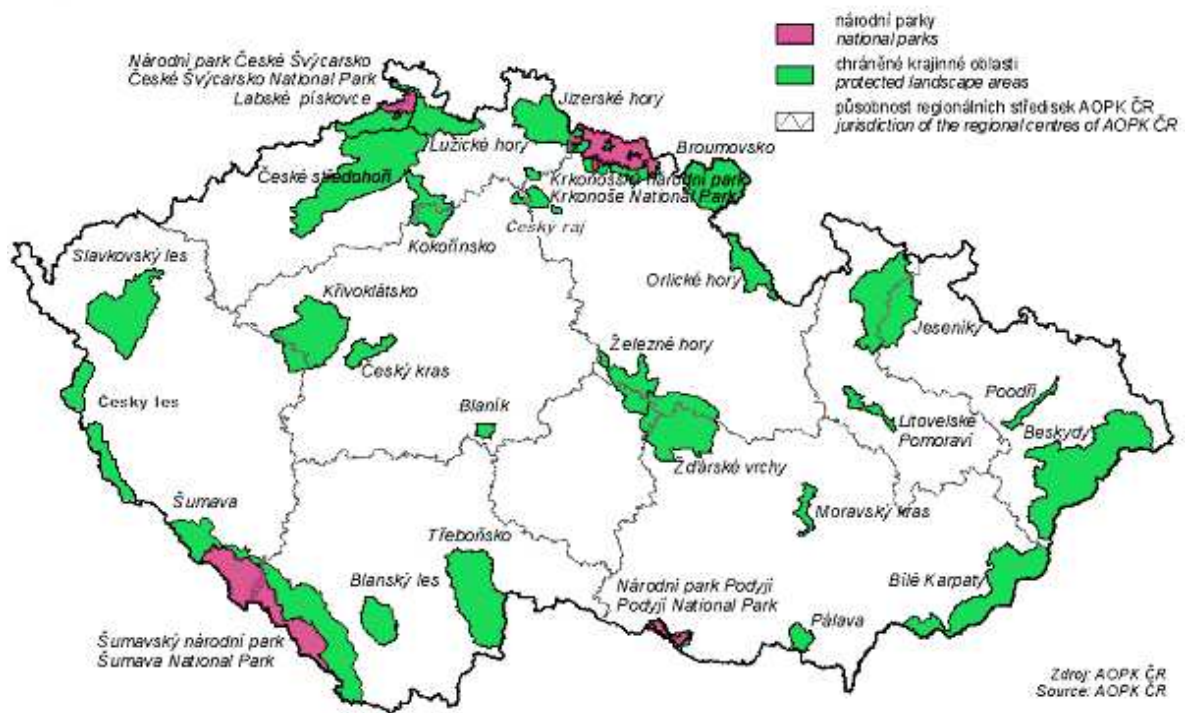 národní parky
national parks
chráněné krajinné oblasti
protected landscape areas
působnost regionálních středisek AOPK ČR
jurisdiction of the regional centres of AOPK ČR
Národní park České Švýcarsko
České Švýcarsko National Park
Labské pískovce
Jizerské hory
Lužické hory
Broumovsko
České středohoří
Krkonošský národní park
Krkonoše National Park
Český raj
Kokořínsko
Slavkovský les
Orlické hory
Křivoklátsko
Jeseníky
Železné hory
Český kras
Poodří
Česky les
Blaník
Litovelské
Pomoraví
Beskydy
Žďárské vrchy
Šumava
Moravský kras
Třeboňsko
Blanský les
Národní park Podyjí
Podyjí National Park
Bílé Karpaty
Pálava
Šumavský národní park
Šumava National Park
Zdroj: AOPK ČR
Source: AOPK ČR